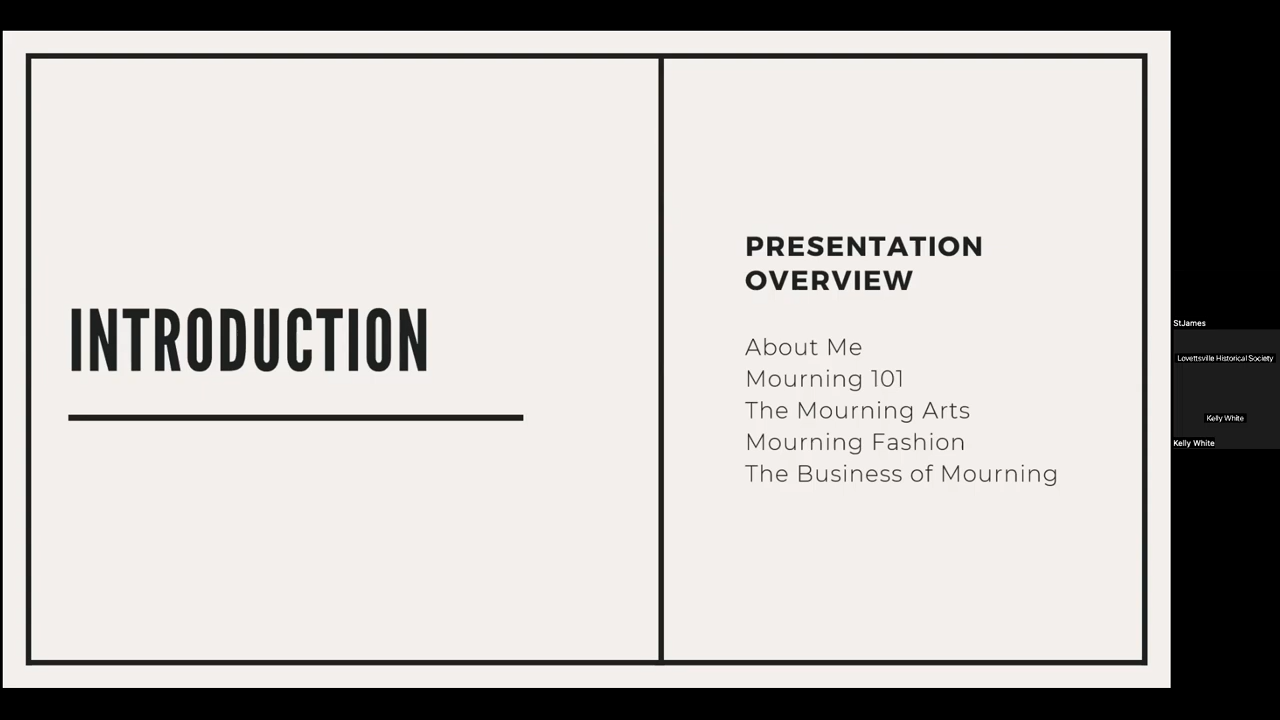 INTRODUCTION
PRESENTATION
OVERVIEW
About Me
Mourning 101
The Mourning Arts
Mourning Fashion
The Business of Mourning
StJames
Lovettsville Historical Society
Kelly White
Kelly White